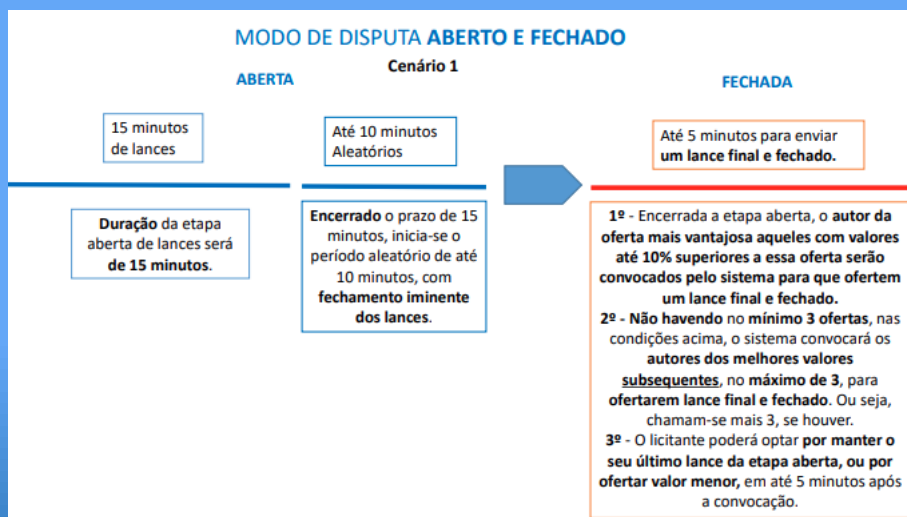 MODO DE DISPUTA ABERTO E FECHADO
Cenário 1
ABERTA
FECHADA
15 minutos
de lances
Até 10 minutos
Aleatórios
Até 5 minutos para enviar
um lance final e fechado.
Duração da etapa
aberta de lances será
de 15 minutos.
Encerrado o prazo de 15
minutos, inicia-se o
período aleatório de até
10 minutos, com
fechamento iminente
dos lances.
1º - Encerrada a etapa aberta, o autor da
oferta mais vantajosa aqueles com valores
até 10% superiores a essa oferta serão
convocados pelo sistema para que ofertem
um lance final e fechado.
2º - Não havendo no mínimo 3 ofertas, nas
condições acima, o sistema convocará os
autores dos melhores valores
subsequentes, no máximo de 3, para
ofertarem lance final e fechado. Ou seja,
chamam-se mais 3, se houver.
3º - O licitante poderá optar por manter o
seu último lance da etapa aberta, ou por
ofertar valor menor, em até 5 minutos após
a convocação.